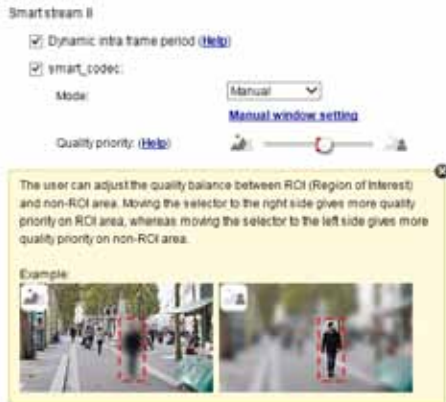 Smart stream II
Dynamic intra frame period (Help)
smart_codec:
Mode: Manual
Manual window setting
Quality priority: (Help)
The user can adjust the quality balance between ROI (Region of Interest)
and non-ROI area. Moving the selector to the right side gives more quality
priority on ROI area, whereas moving the selector to the left side gives more
quality priority on non-ROI area.
Example: